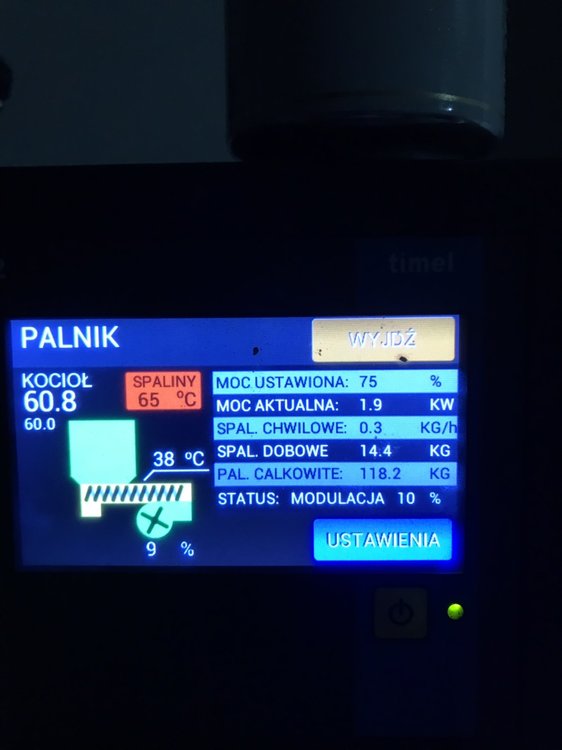 timel
PALNIK
WYJDŹ
KOCIOŁ
60.8
60.0
SPALINY
65 °C
38 °C
9 %
MOC USTAWIONA: 75 %
MOC AKTUALNA: 1.9 KW
SPAL. CHWILOWE: 0.3 KG/h
SPAL. DOBOWE 14.4 KG
PAL. CALKOWITE: 118.2 KG
STATUS: MODULACJA 10 %
USTAWIENIA